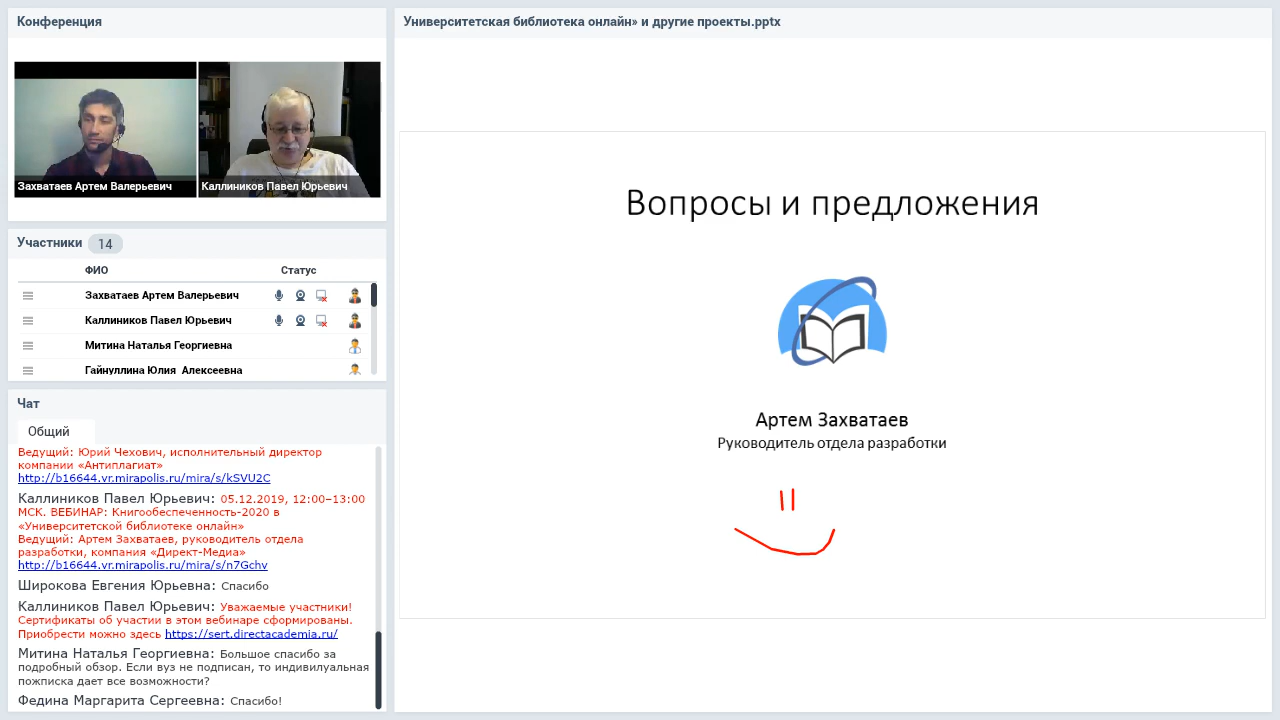 Конференция
Захватаев Артем Валерьевич
Каллиников Павел Юрьевич
Участники 14
ФИО Статус
Захватаев Артем Валерьевич
Каллиников Павел Юрьевич
Митина Наталья Георгиевна
Гайнуллина Юлия Алексеевна
Чат
Общий
Ведущий: Юрий Чехович, исполнительный директор
компании «Антиплагиат»
http://b16644.vr.mirapolis.ru/mira/s/kSVU2C
Каллиников Павел Юрьевич: 05.12.2019, 12:00–13:00
МСК. ВЕБИНАР: Книгообеспеченность-2020 в
«Университетской библиотеке онлайн»
Ведущий: Артем Захватаев, руководитель отдела
разработки, компания «Директ-Медиа»
http://b16644.vr.mirapolis.ru/mira/s/n7Gchv
Широкова Евгения Юрьевна: Спасибо
Каллиников Павел Юрьевич: Уважаемые участники!
Сертификаты об участии в этом вебинаре сформированы.
Приобрести можно здесь https://sert.directacademia.ru/
Митина Наталья Георгиевна: Большое спасибо за
подробный обзор. Если вуз не подписан, то индивилуальная
пожписка дает все возможности?
Федина Маргарита Сергеевна: Спасибо!
Университетская библиотека онлайн» и другие проекты.pptx
Вопросы и предложения
Артем Захватаев
Руководитель отдела разработки